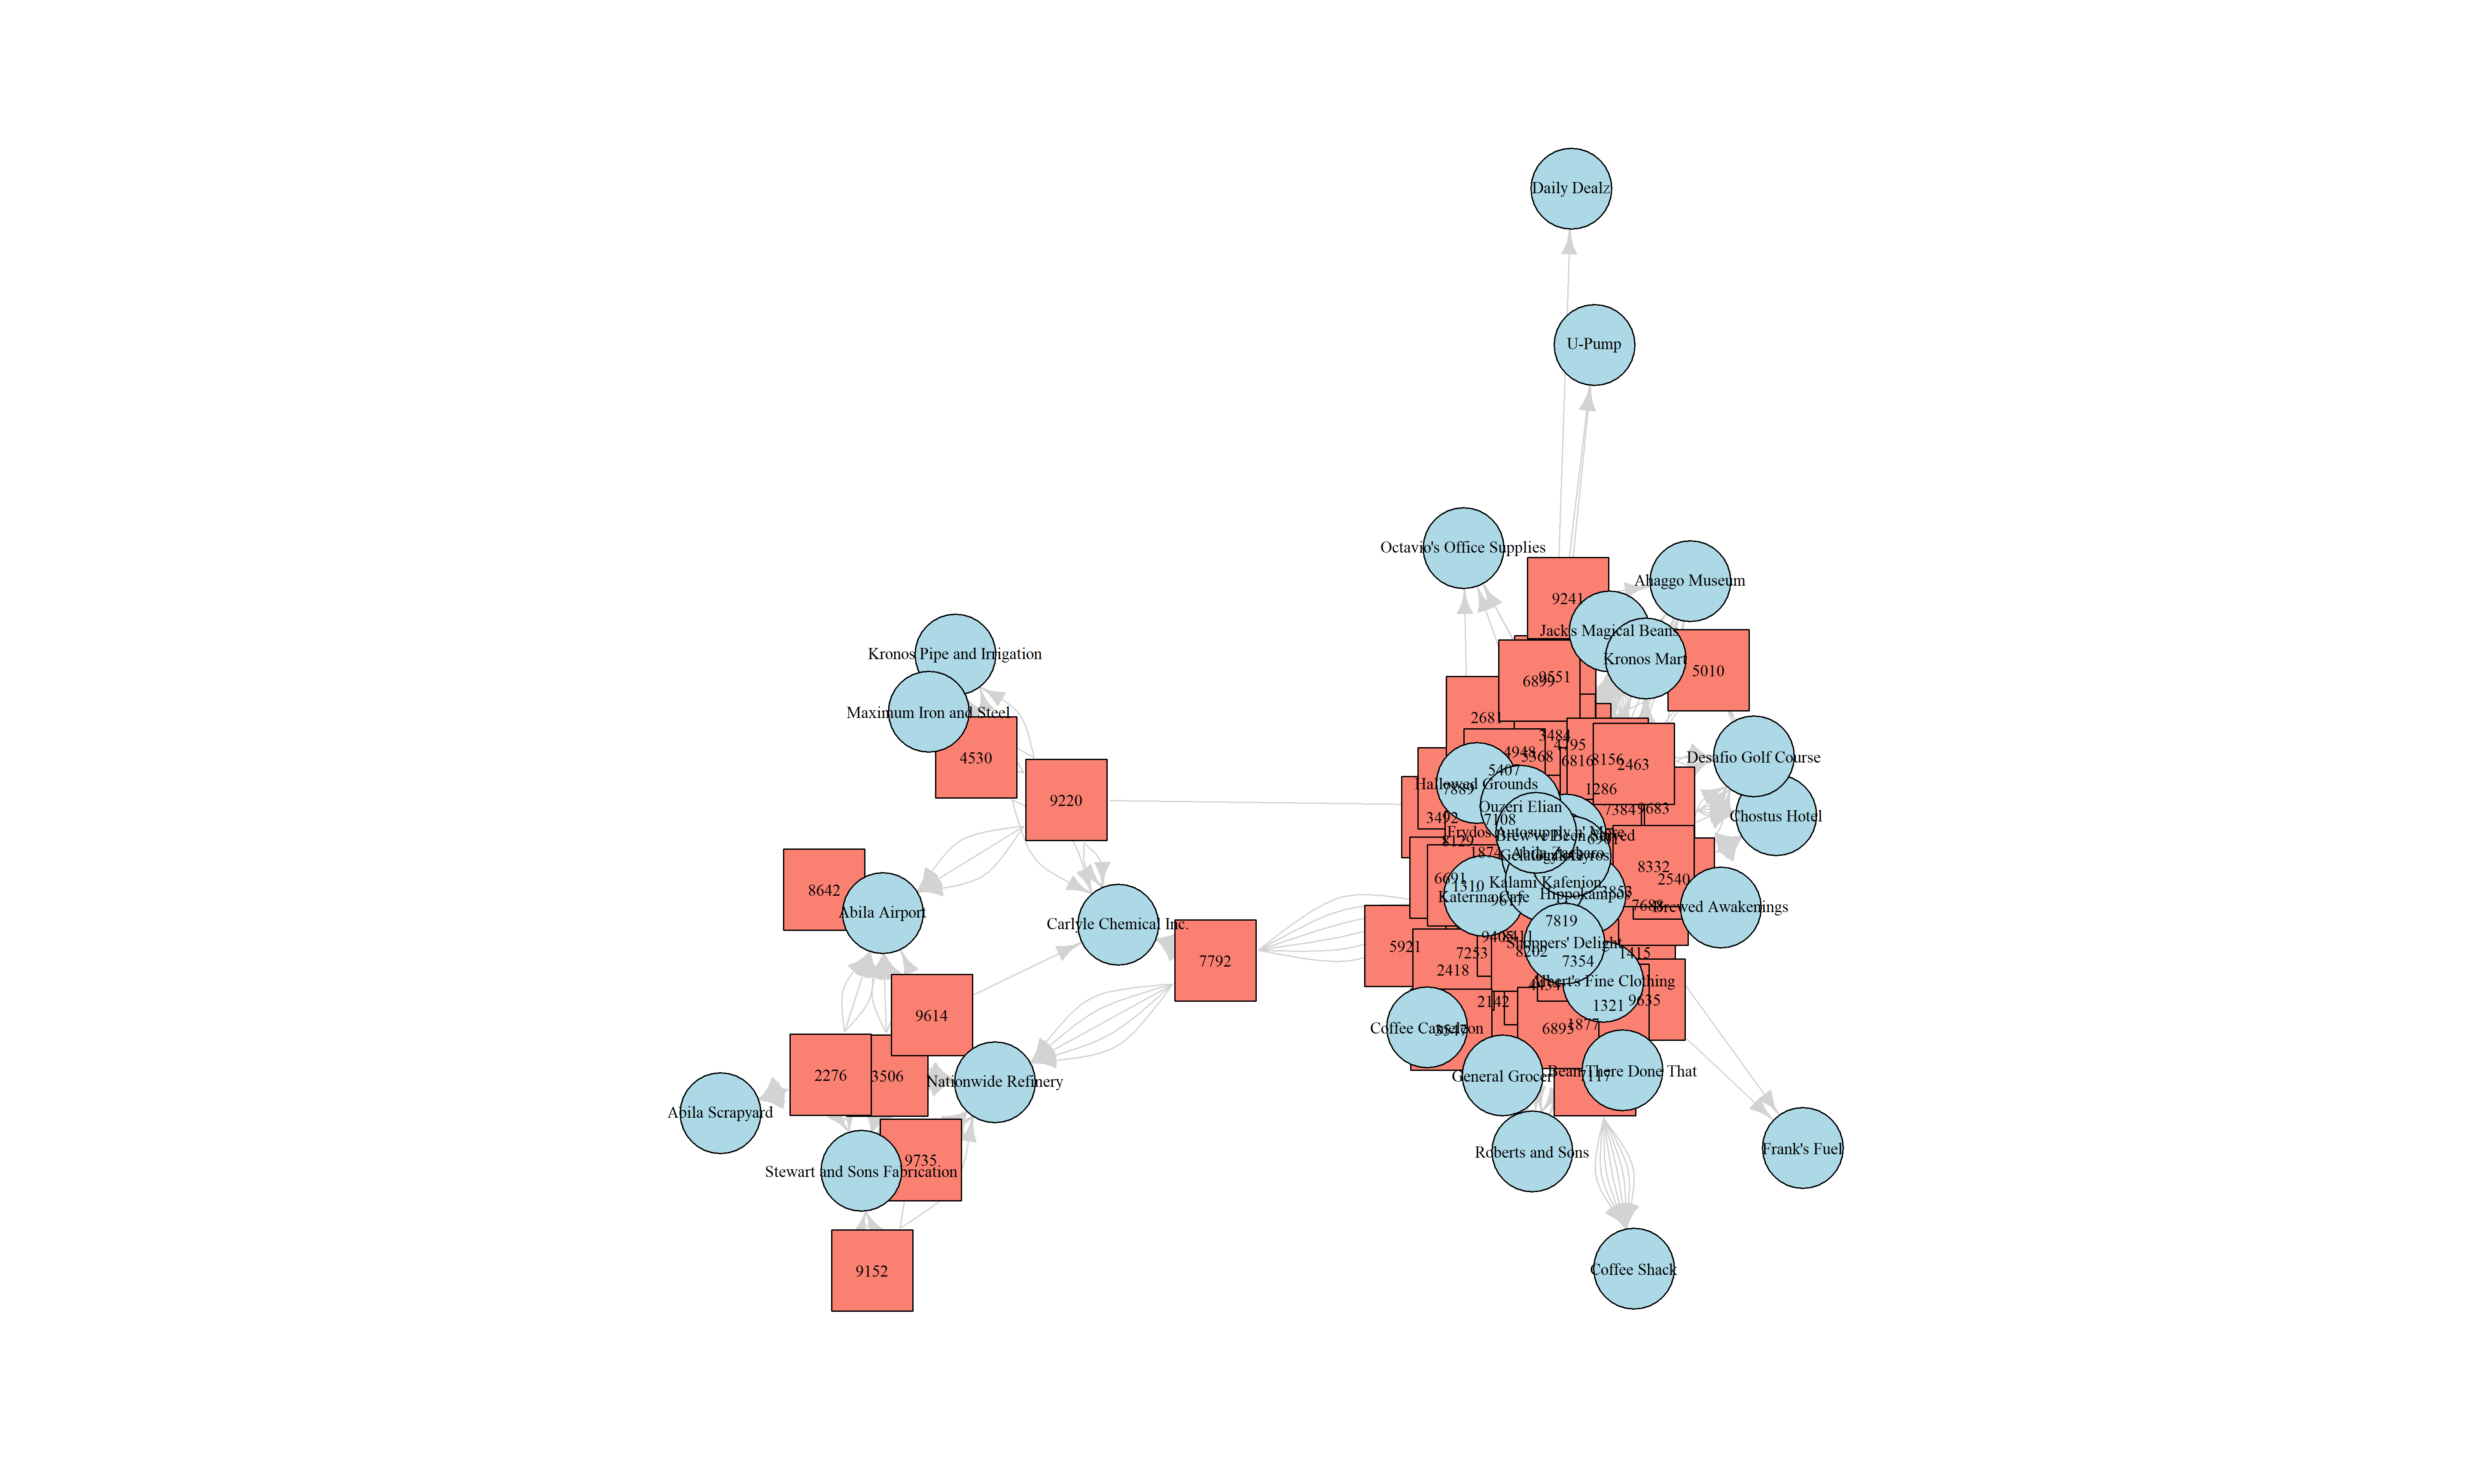 Daily Dealz
U-Pump
Octavio's Office Supplies
Ahaggo Museum
9241
Jack's Magical Beans
Kronos Mart
5010
9551
6899
2681
3484
4795
4948
5368
6816
8156
2463
Desafio Golf Course
5407
Hallowed Grounds
7889
1286
Ouzeri Elian
7384
9683
Chostus Hotel
3492
7108
Frydos Autosupply n' More
Brew've Been Served
6901
8129
1874
Abila Zacharo
8332
6691
1310
Kalami Kafenion
2540
Katerina's Cafe
9617
Hippokampos
3853
7688
Brewed Awakenings
7819
9405
8411
Shoppers' Delight
5921
7253
8202
1415
7354
2418
Albert's Fine Clothing
2142
1321
9635
Coffee Cameleon
3547
6895
1877
General Grocer
7117
Bean There Done That
Roberts and Sons
Frank's Fuel
Coffee Shack
Kronos Pipe and Irrigation
Maximum Iron and Steel
4530
9220
8642
Abila Airport
Carlyle Chemical Inc.
7792
9614
2276
3506
Nationwide Refinery
Abila Scrapyard
9735
Stewart and Sons Fabrication
9152